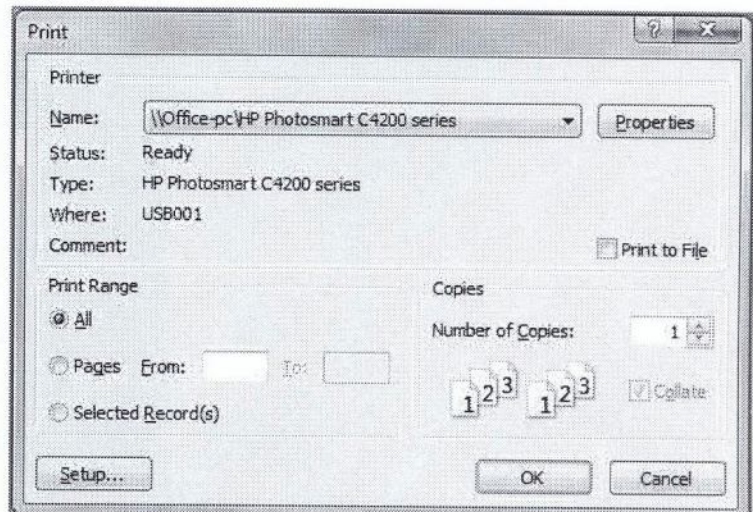 Print
Printer
Name: \\Office-pc\HP Photosmart C4200 series Properties
Status: Ready
Type: HP Photosmart C4200 series
Where: USB001
Comment: Print to File
Print Range Copies
All
Number of Copies: 1
Pages From: To:
1 2 3 1 2 3 Collate
Selected Record(s)
Setup... OK Cancel